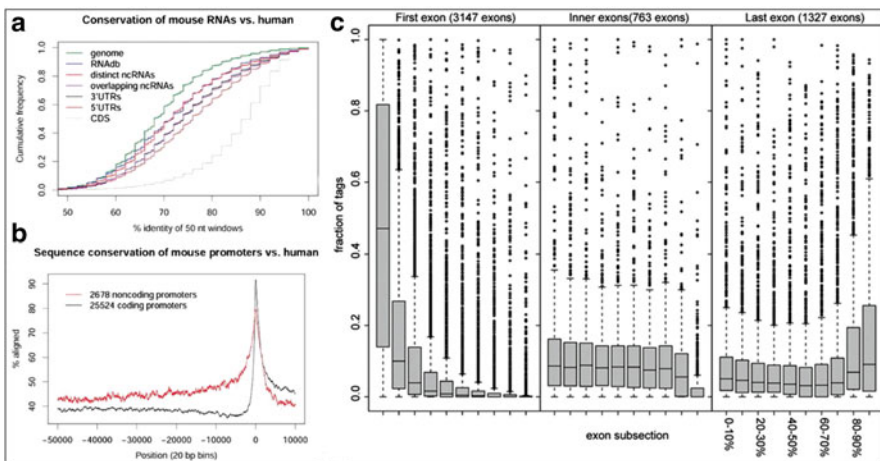 a
Conservation of mouse RNAs vs. human
genome
RNAdb
distinct ncRNAs
overlapping ncRNAs
3'UTRs
5'UTRs
CDS
Cumulative frequency
1.0
0.8
0.6
0.4
0.2
0.0
50 60 70 80 90 100
% identity of 50 nt windows
b
Sequence conservation of mouse promoters vs. human
2678 noncoding promoters
25524 coding promoters
% aligned
90
80
70
60
50
40
-50000 -40000 -30000 -20000 -10000 0 10000
Position (20 bp bins)
c
First exon (3147 exons) Inner exons(763 exons) Last exon (1327 exons)
fraction of tags
1.0
0.8
0.6
0.4
0.2
0.0
exon subsection
0-10%
20-30%
40-50%
60-70%
80-90%